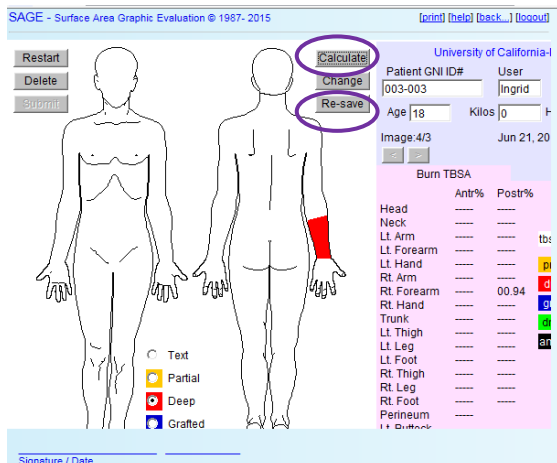 SAGE - Surface Area Graphic Evaluation © 1987- 2015 [print] [help] [back...] [logout]
Restart
Delete
Submit
Calculate
Change
Re-save
University of California-
Patient GNI ID# User
003-003 Ingrid
Age 18 Kilos 0 H
Image:4/3 Jun 21, 20
< >
Burn TBSA
Antr% Postr%
Head ----- -----
Neck ----- -----
Lt. Arm ----- -----
Lt. Forearm ----- -----
Lt. Hand ----- -----
Rt. Arm ----- -----
Rt. Forearm ----- 00.94
Rt. Hand ----- -----
Trunk ----- -----
Lt. Thigh ----- -----
Lt. Leg ----- -----
Lt. Foot ----- -----
Rt. Thigh ----- -----
Rt. Leg ----- -----
Rt. Foot ----- -----
Perineum -----
Lt. Buttock
tbs
Text
Partial
Deep
Grafted
Signature / Date